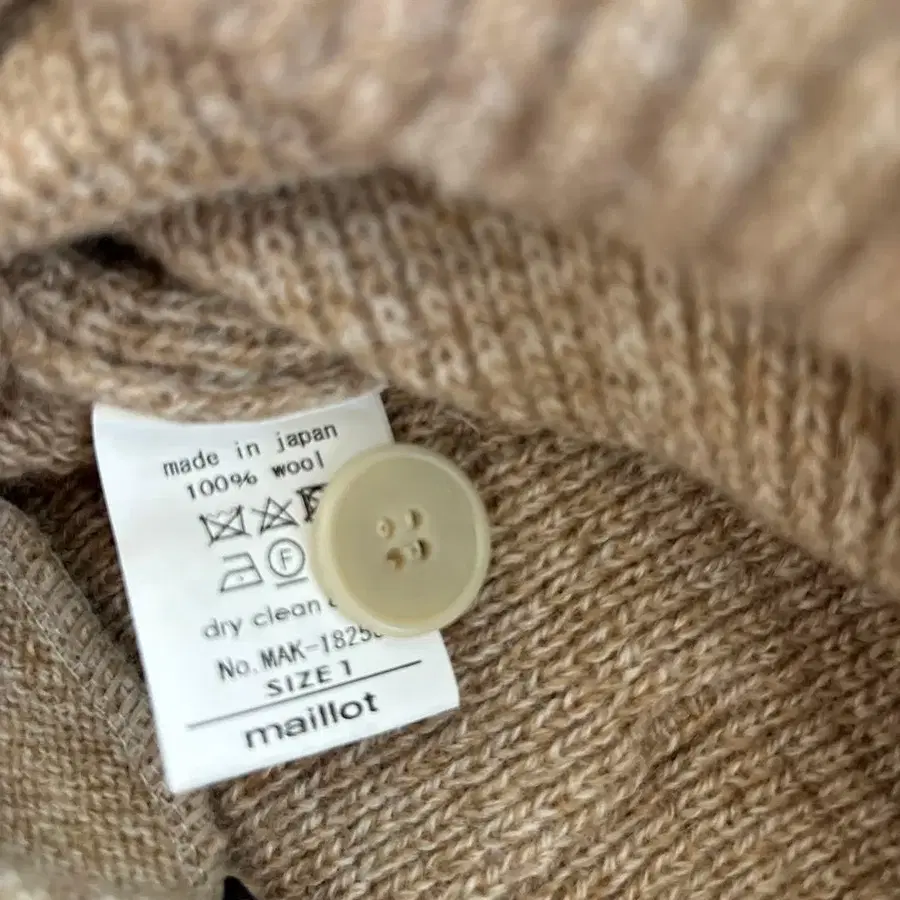 made in japan
100% wool
F
dry clean
No.MAK-1825
SIZE 1
maillot